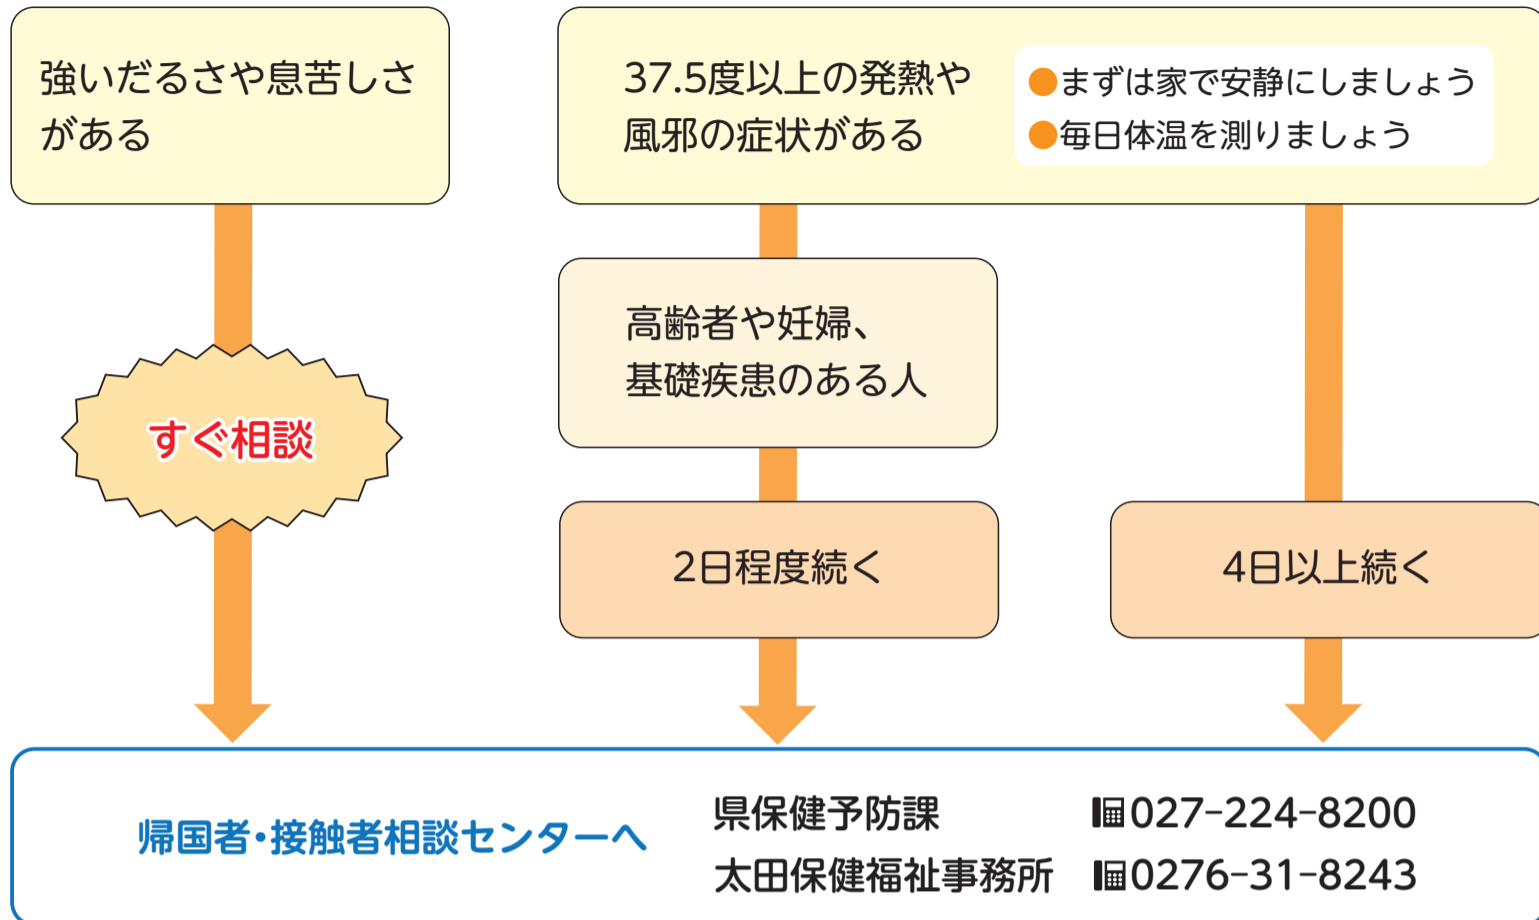 強いだるさや息苦しさ
がある
37.5度以上の発熱や
風邪の症状がある
●まずは家で安静にしましょう
●毎日体温を測りましょう
高齢者や妊婦、
基礎疾患のある人
すぐ相談
2日程度続く
4日以上続く
帰国者・接触者相談センターへ
県保健予防課 027-224-8200
太田保健福祉事務所 0276-31-8243